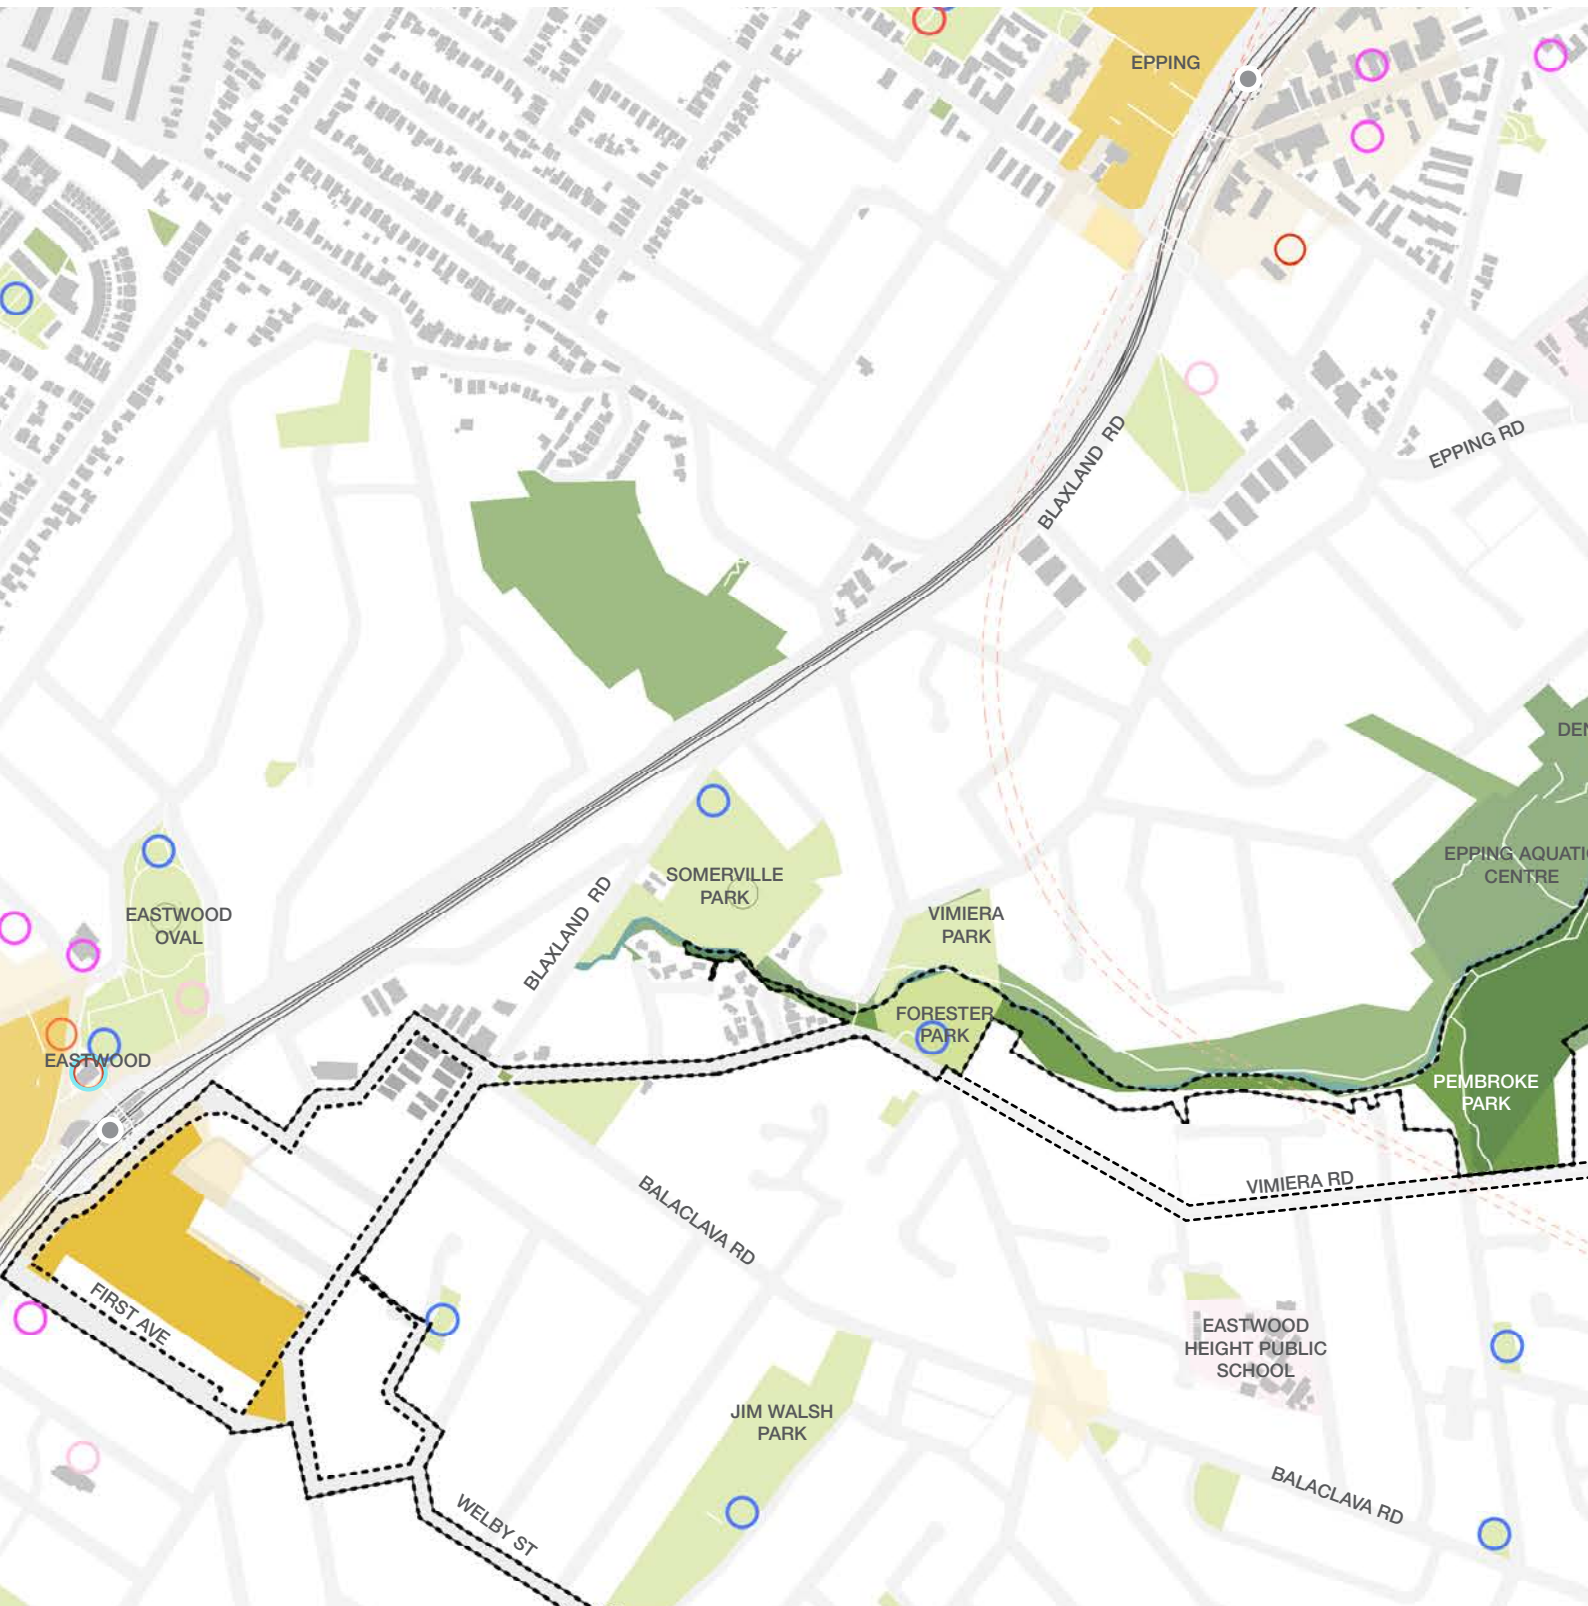 EPPING
BLAXLAND RD
EPPING RD
EPPING AQUATI
CENTRE
SOMERVILLE
PARK
EASTWOOD
OVAL
VIMIERA
PARK
BLAXLAND RD
FORESTER
PARK
EASTWOOD
PEMBROKE
PARK
VIMIERA RD
BALACLAVA RD
FIRST AVE
EASTWOOD
HEIGHT PUBLIC
SCHOOL
JIM WALSH
PARK
BALACLAVA RD
WELBY ST